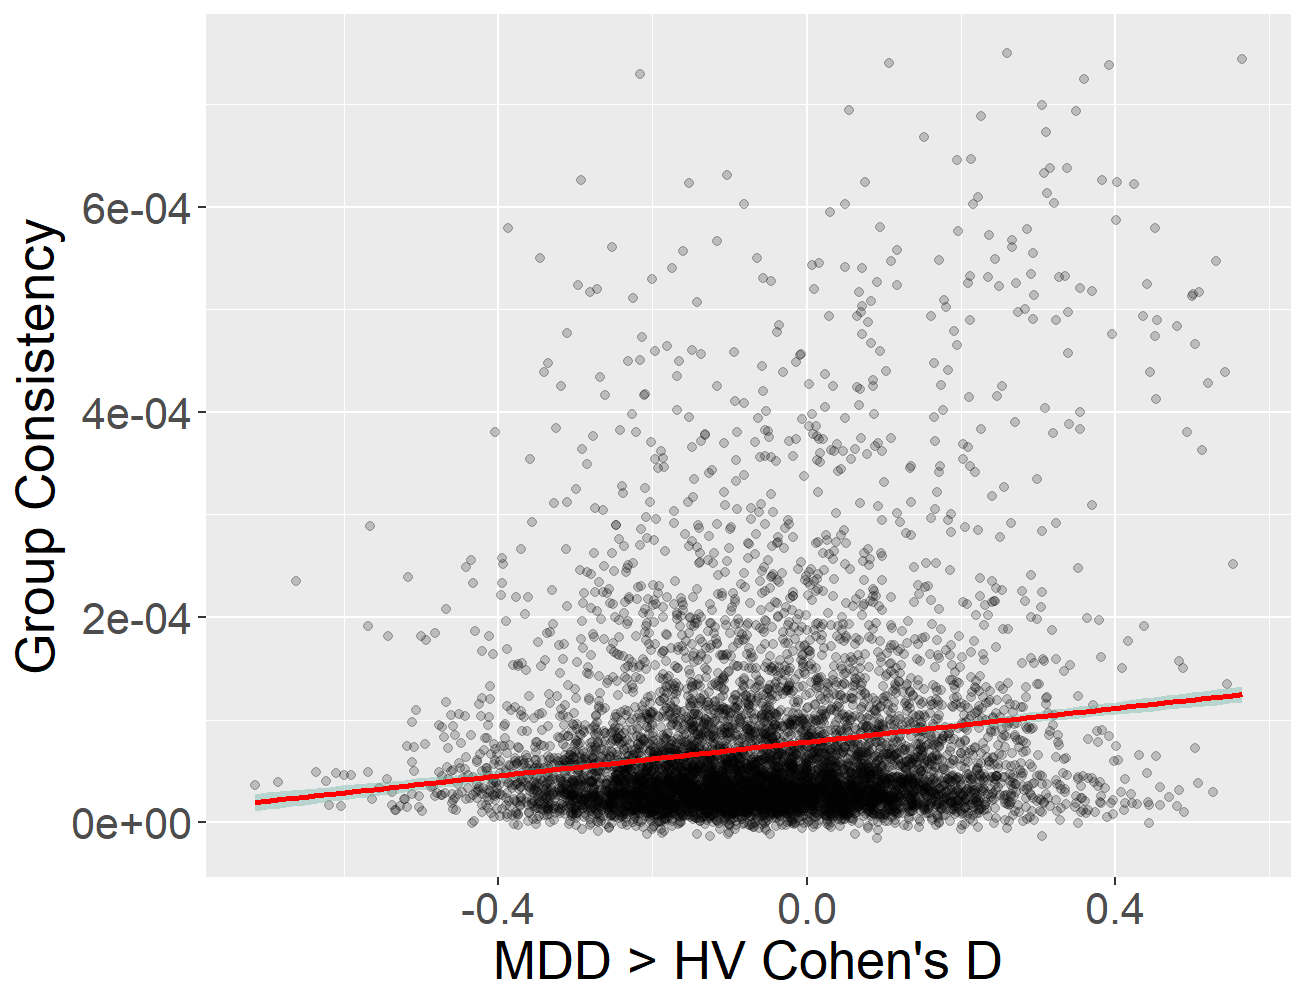 Group Consistency
6e-04
4e-04
2e-04
0e+00
-0.4 0.0 0.4
MDD > HV Cohen's D